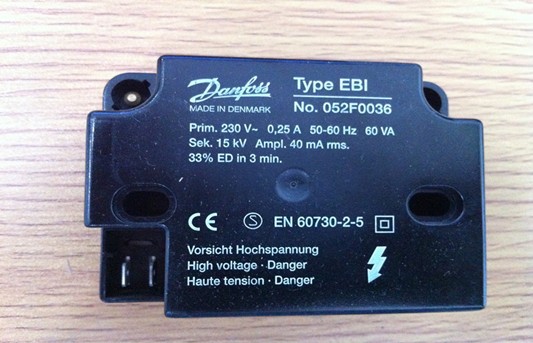 Danfoss
MADE IN DENMARK
Type EBI
No. 052F0036
Prim. 230 V~ 0,25 A 50-60 Hz 60 VA
Sek. 15 kV Ampl. 40 mA rms.
33% ED in 3 min.
CE S EN 60730-2-5
Vorsicht Hochspannung
High voltage · Danger
Haute tension · Danger